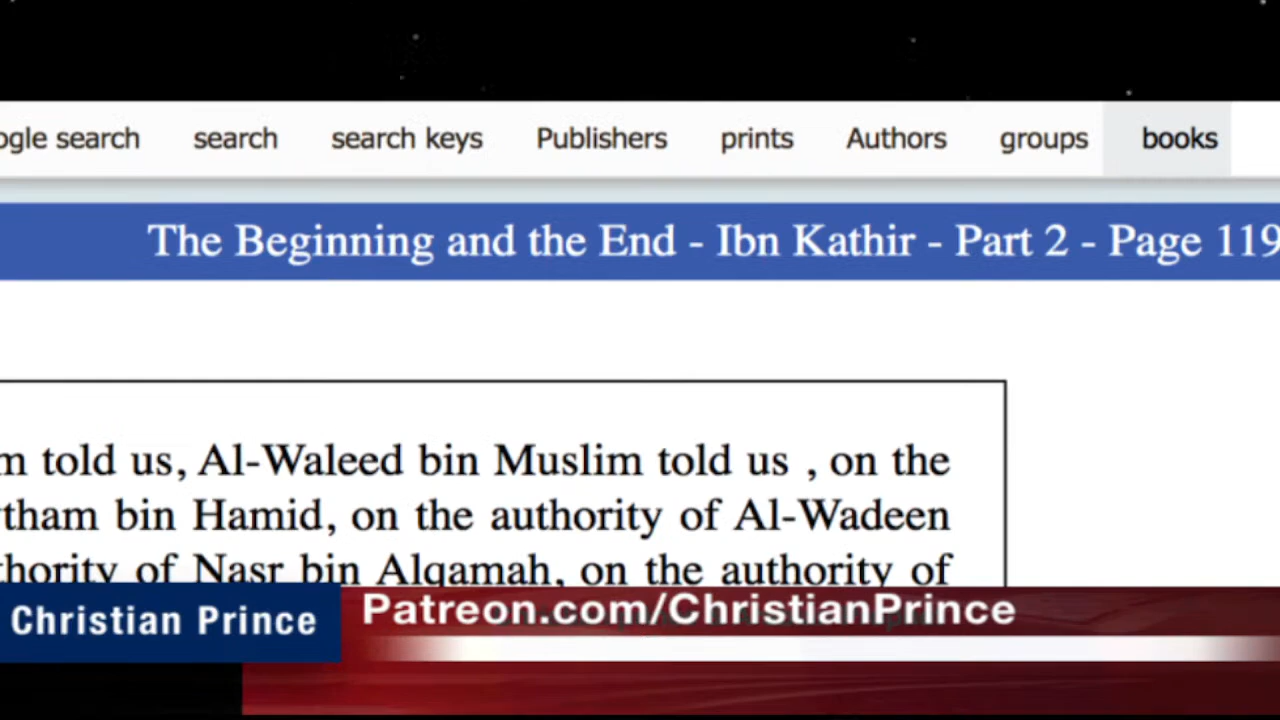 ogle search search search keys Publishers prints Authors groups books
The Beginning and the End - Ibn Kathir - Part 2 - Page 119
m told us, Al-Waleed bin Muslim told us , on the
tham bin Hamid, on the authority of Al-Wadeen
hority of Nasr bin Alqamah, on the authority of
Christian Prince
Patreon.com/ChristianPrince